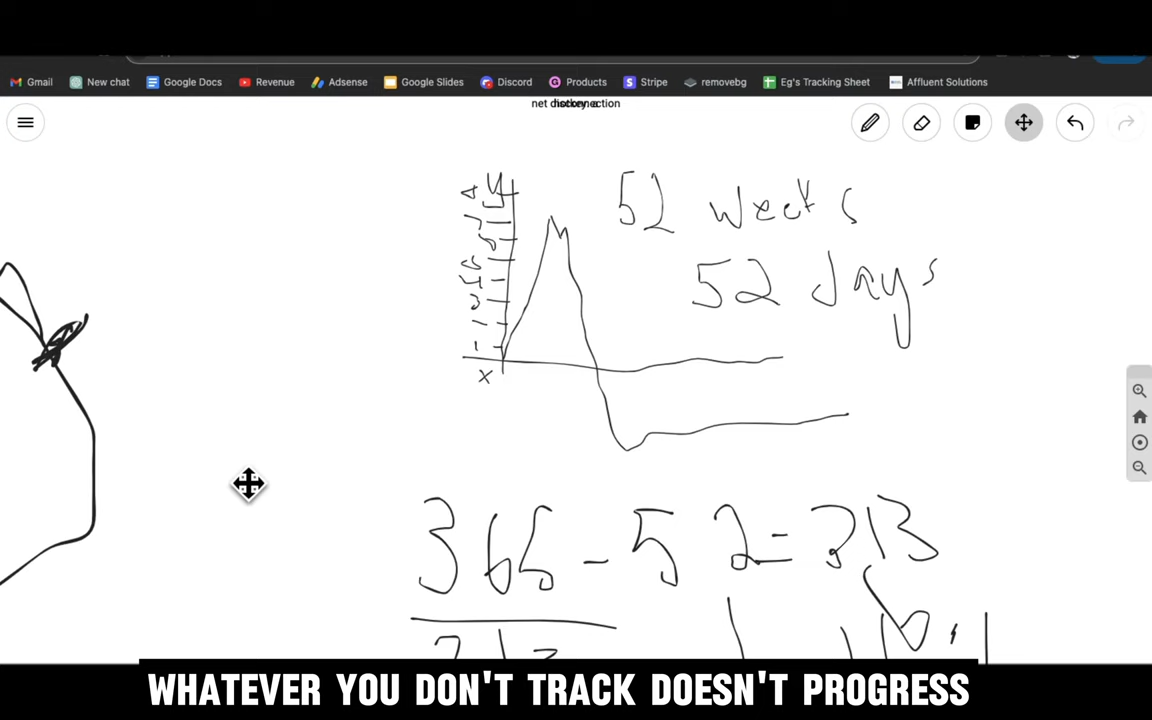 Gmail New chat Google Docs Revenue Adsense Google Slides Discord Products Stripe removebg Eg's Tracking Sheet Affluent Solutions
52 weeks
52 days
x
365 - 52 = 313
WHATEVER YOU DON'T TRACK DOESN'T PROGRESS